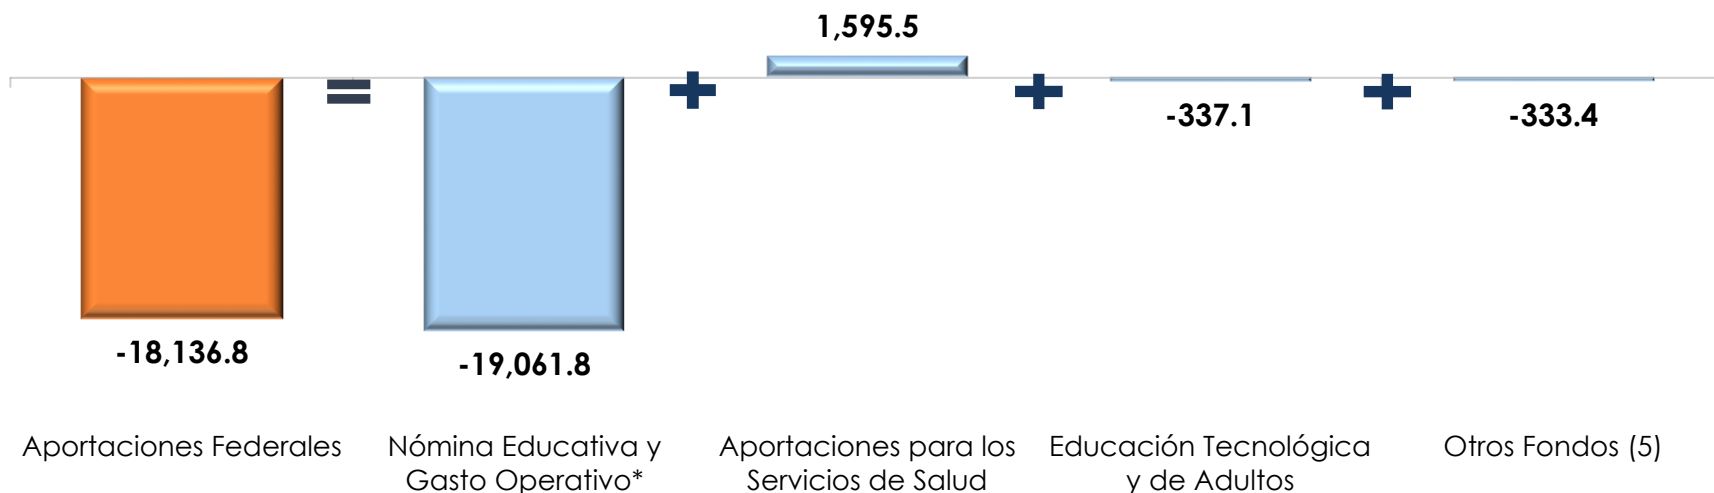 1,595.5
-337.1
-333.4
-18,136.8
-19,061.8
Aportaciones Federales
Nómina Educativa y
Gasto Operativo*
Aportaciones para los
Servicios de Salud
Educación Tecnológica
y de Adultos
Otros Fondos (5)